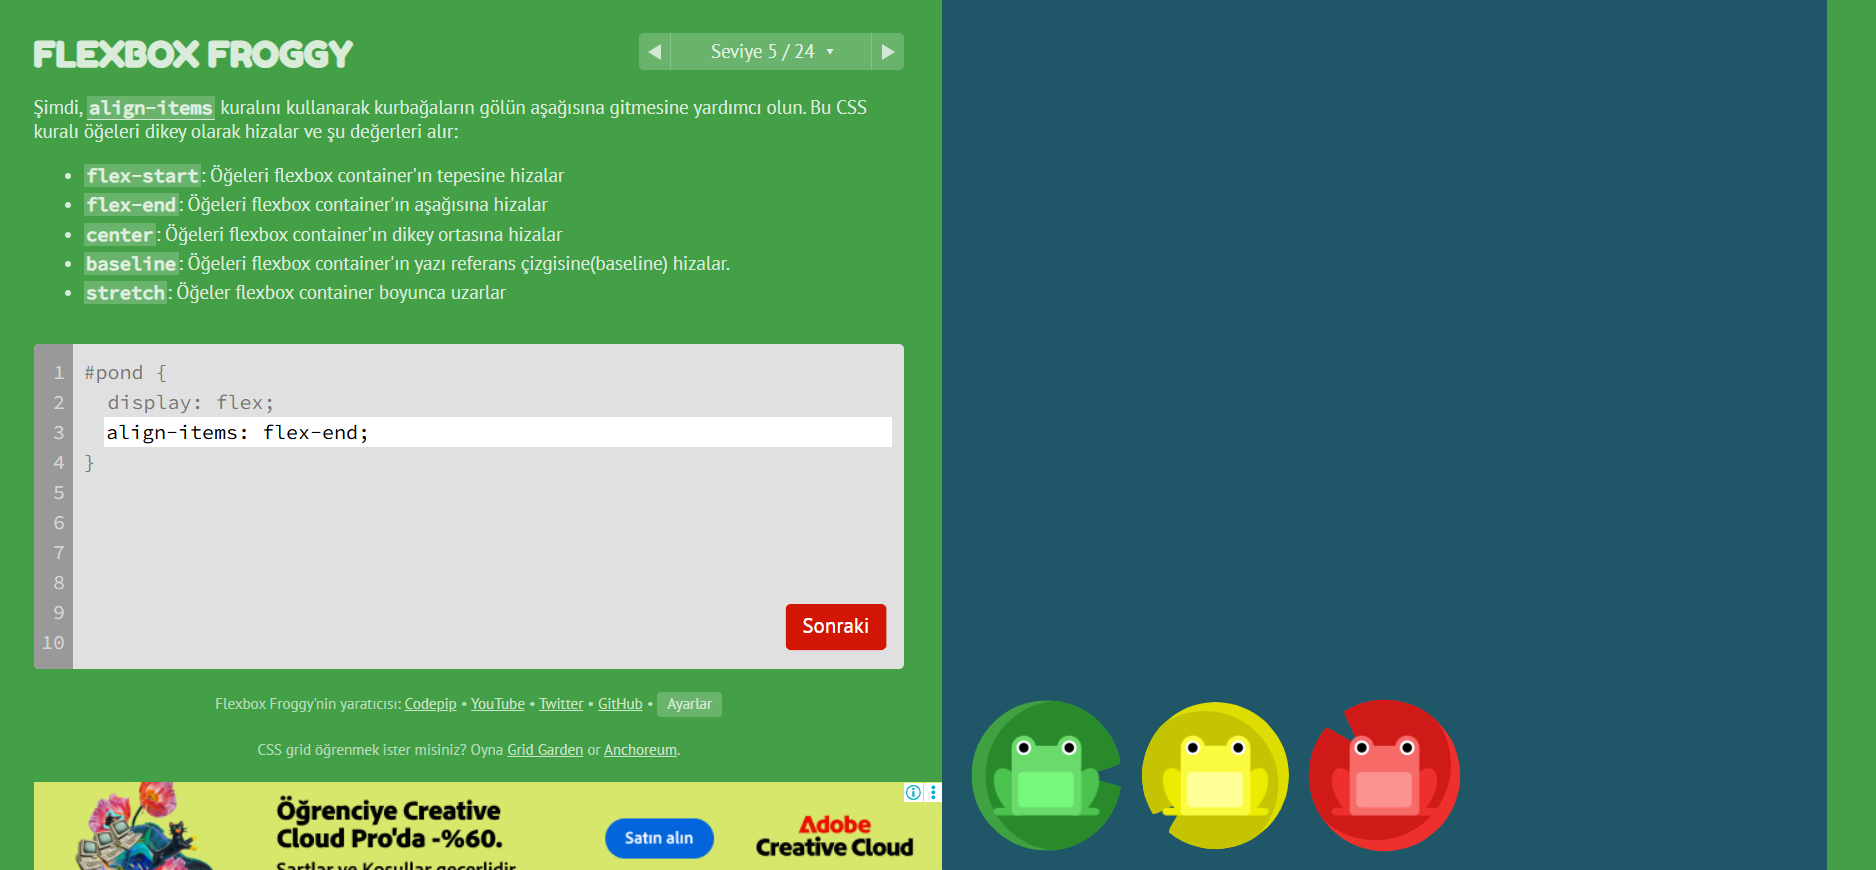 FLEXBOX FROGGY
◀ Seviye 5 / 24 ▾ ▶
Şimdi, align-items kuralını kullanarak kurbağaların gölün aşağısına gitmesine yardımcı olun. Bu CSS
kuralı öğeleri dikey olarak hizalar ve şu değerleri alır:
• flex-start: Öğeleri flexbox container'ın tepesine hizalar
• flex-end: Öğeleri flexbox container'ın aşağısına hizalar
• center: Öğeleri flexbox container'ın dikey ortasına hizalar
• baseline: Öğeleri flexbox container'ın yazı referans çizgisine(baseline) hizalar.
• stretch: Öğeler flexbox container boyunca uzarlar
1 #pond {
2 display: flex;
3 align-items: flex-end;
4 }
5
6
7
8
9
10
Sonraki
Flexbox Froggy'nin yaratıcısı: Codepip • YouTube • Twitter • GitHub • Ayarlar
CSS grid öğrenmek ister misiniz? Oyna Grid Garden or Anchoreum.
Öğrenciye Creative
Cloud Pro'da -%60.
Şartlar ve Koşullar geçerlidir
Satın alın
Adobe
Creative Cloud